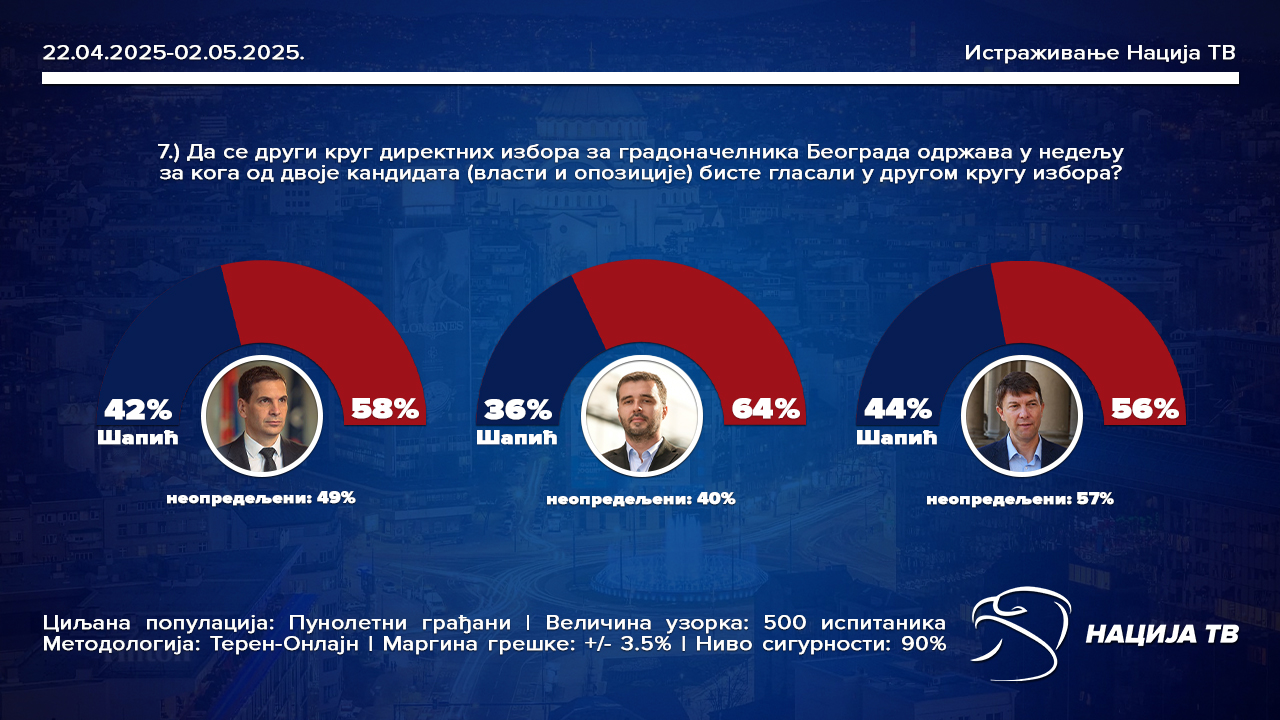 22.04.2025-02.05.2025.
Истраживање Нација ТВ
7.) Да се други круг директних избора за градоначелника Београда одржава у недељу
за кога од двоје кандидата (власти и опозиције) бисте гласали у другом кругу избора?
LONGINES
42%
58%
Шапић
неопредељени: 49%
36%
64%
Шапић
неопредељени: 40%
44%
56%
Шапић
неопредељени: 57%
Циљана популација: Пунолетни грађани | Величина узорка: 500 испитаника
Методологија: Терен-Онлајн | Маргина грешке: +/- 3.5% | Ниво сигурности: 90%
НАЦИЈА ТВ